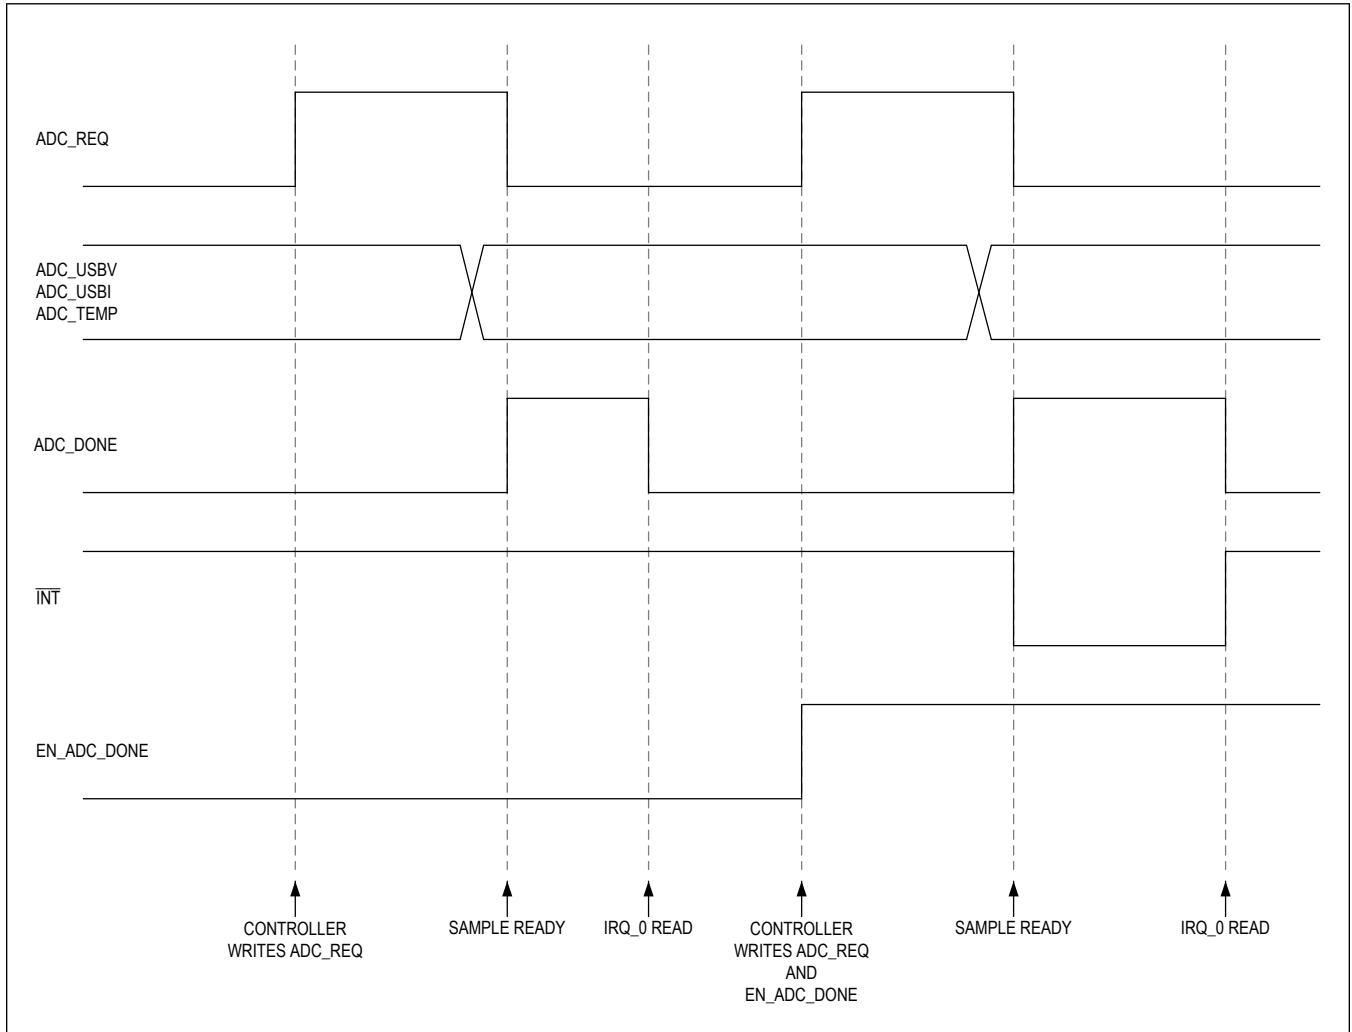 ADC_REQ
ADC_USBV
ADC_USBI
ADC_TEMP
ADC_DONE
I̅N̅T̅
EN_ADC_DONE
CONTROLLER
WRITES ADC_REQ
SAMPLE READY
IRQ_0 READ
CONTROLLER
WRITES ADC_REQ
AND
EN_ADC_DONE
SAMPLE READY
IRQ_0 READ